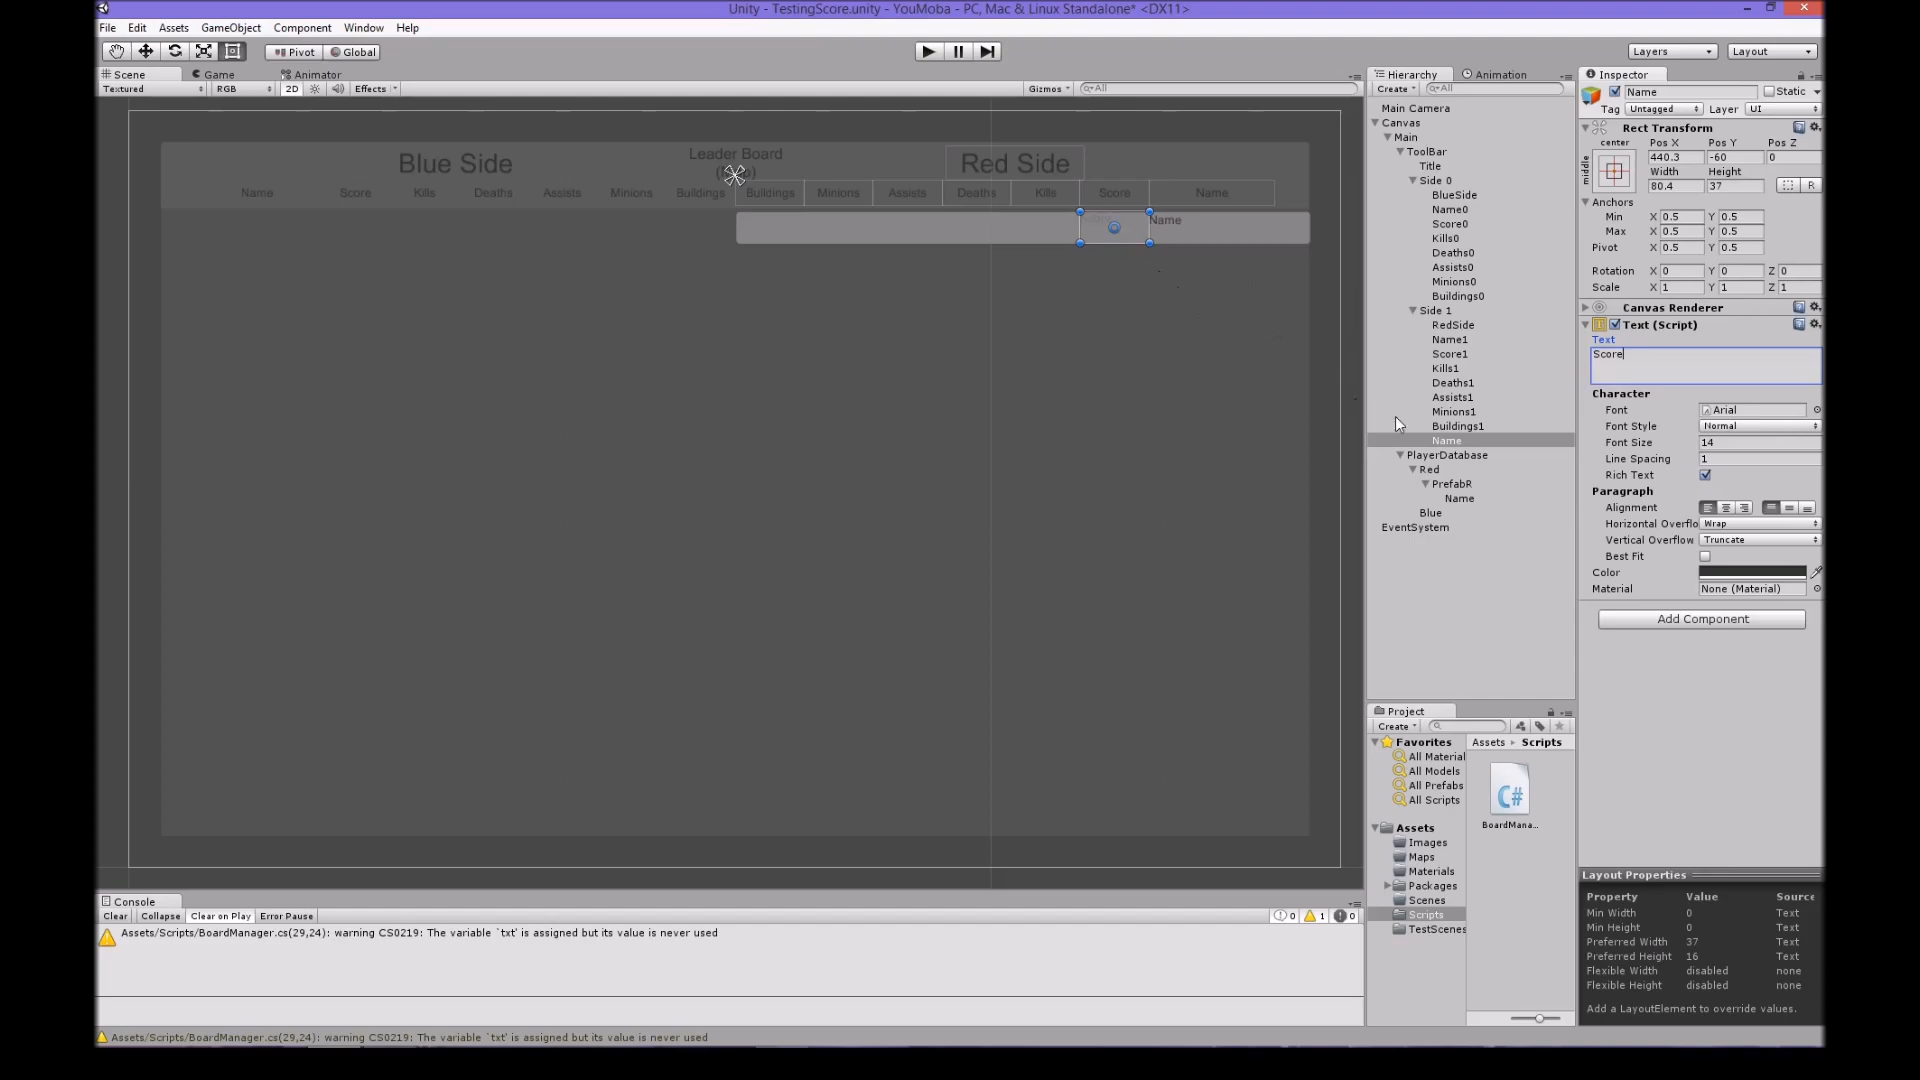 Unity - TestingScore.unity - YouMoba - PC, Mac & Linux Standalone* <DX11>
File Edit Assets GameObject Component Window Help
Pivot Global Layers Layout
Scene Game Animator
Textured RGB 2D Effects Gizmos All
Blue Side Leader Board Red Side
Name Score Kills Deaths Assists Minions Buildings Buildings Minions Assists Deaths Kills Score Name
Name
Hierarchy Animation
Create All
Main Camera
Canvas
Main
ToolBar
Title
Side 0
BlueSide
Name0
Score0
Kills0
Deaths0
Assists0
Minions0
Buildings0
Side 1
RedSide
Name1
Score1
Kills1
Deaths1
Assists1
Minions1
Buildings1
Name
PlayerDatabase
Red
PrefabR
Name
Blue
EventSystem
Project
Create
Favorites
All Material
All Models
All Prefabs
All Scripts
Assets
Images
Maps
Materials
Packages
Scenes
Scripts
TestScenes
Assets Scripts
C#
BoardMana...
Inspector
Name Static
Tag Untagged Layer UI
Rect Transform
center Pos X Pos Y Pos Z
middle 440.3 -60 0
Width Height
80.4 37 R
Anchors
Min X 0.5 Y 0.5
Max X 0.5 Y 0.5
Pivot X 0.5 Y 0.5
Rotation X 0 Y 0 Z 0
Scale X 1 Y 1 Z 1
Canvas Renderer
Text (Script)
Text
Score
Character
Font Arial
Font Style Normal
Font Size 14
Line Spacing 1
Rich Text
Paragraph
Alignment
Horizontal Overflo Wrap
Vertical Overflow Truncate
Best Fit
Color
Material None (Material)
Add Component
Layout Properties
Property Value Source
Min Width 0 Text
Min Height 0 Text
Preferred Width 37 Text
Preferred Height 16 Text
Flexible Width disabled none
Flexible Height disabled none
Add a LayoutElement to override values.
Console
Clear Collapse Clear on Play Error Pause 0 1 0
Assets/Scripts/BoardManager.cs(29,24): warning CS0219: The variable `txt' is assigned but its value is never used
Assets/Scripts/BoardManager.cs(29,24): warning CS0219: The variable `txt' is assigned but its value is never used